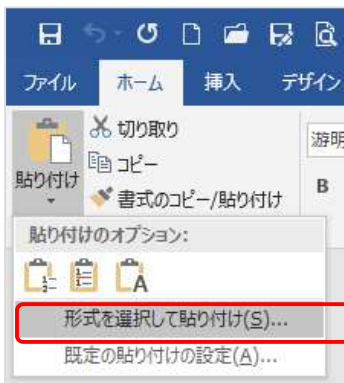 ファイル ホーム 挿入 デザイン
切り取り
コピー
貼り付け
書式のコピー/貼り付け
游明
B
貼り付けのオプション:
形式を選択して貼り付け(S)...
既定の貼り付けの設定(A)...